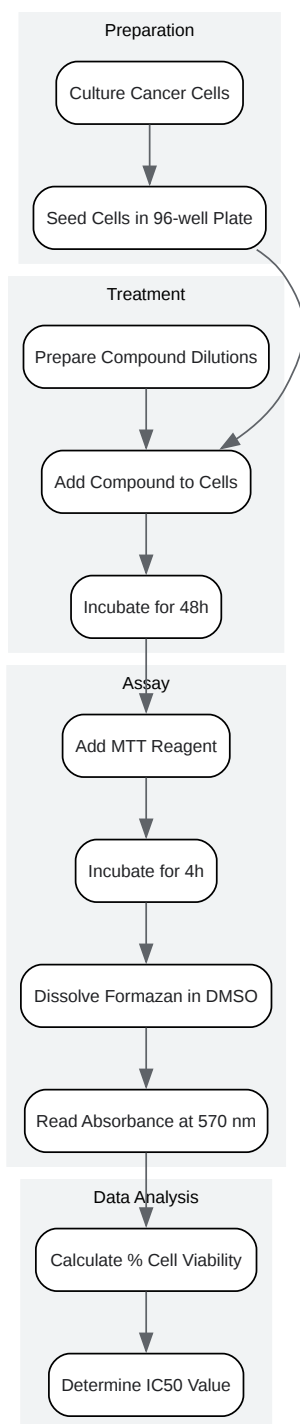 Preparation
Culture Cancer Cells
Seed Cells in 96-well Plate
Treatment
Prepare Compound Dilutions
Add Compound to Cells
Incubate for 48h
Assay
Add MTT Reagent
Incubate for 4h
Dissolve Formazan in DMSO
Read Absorbance at 570 nm
Data Analysis
Calculate % Cell Viability
Determine IC50 Value